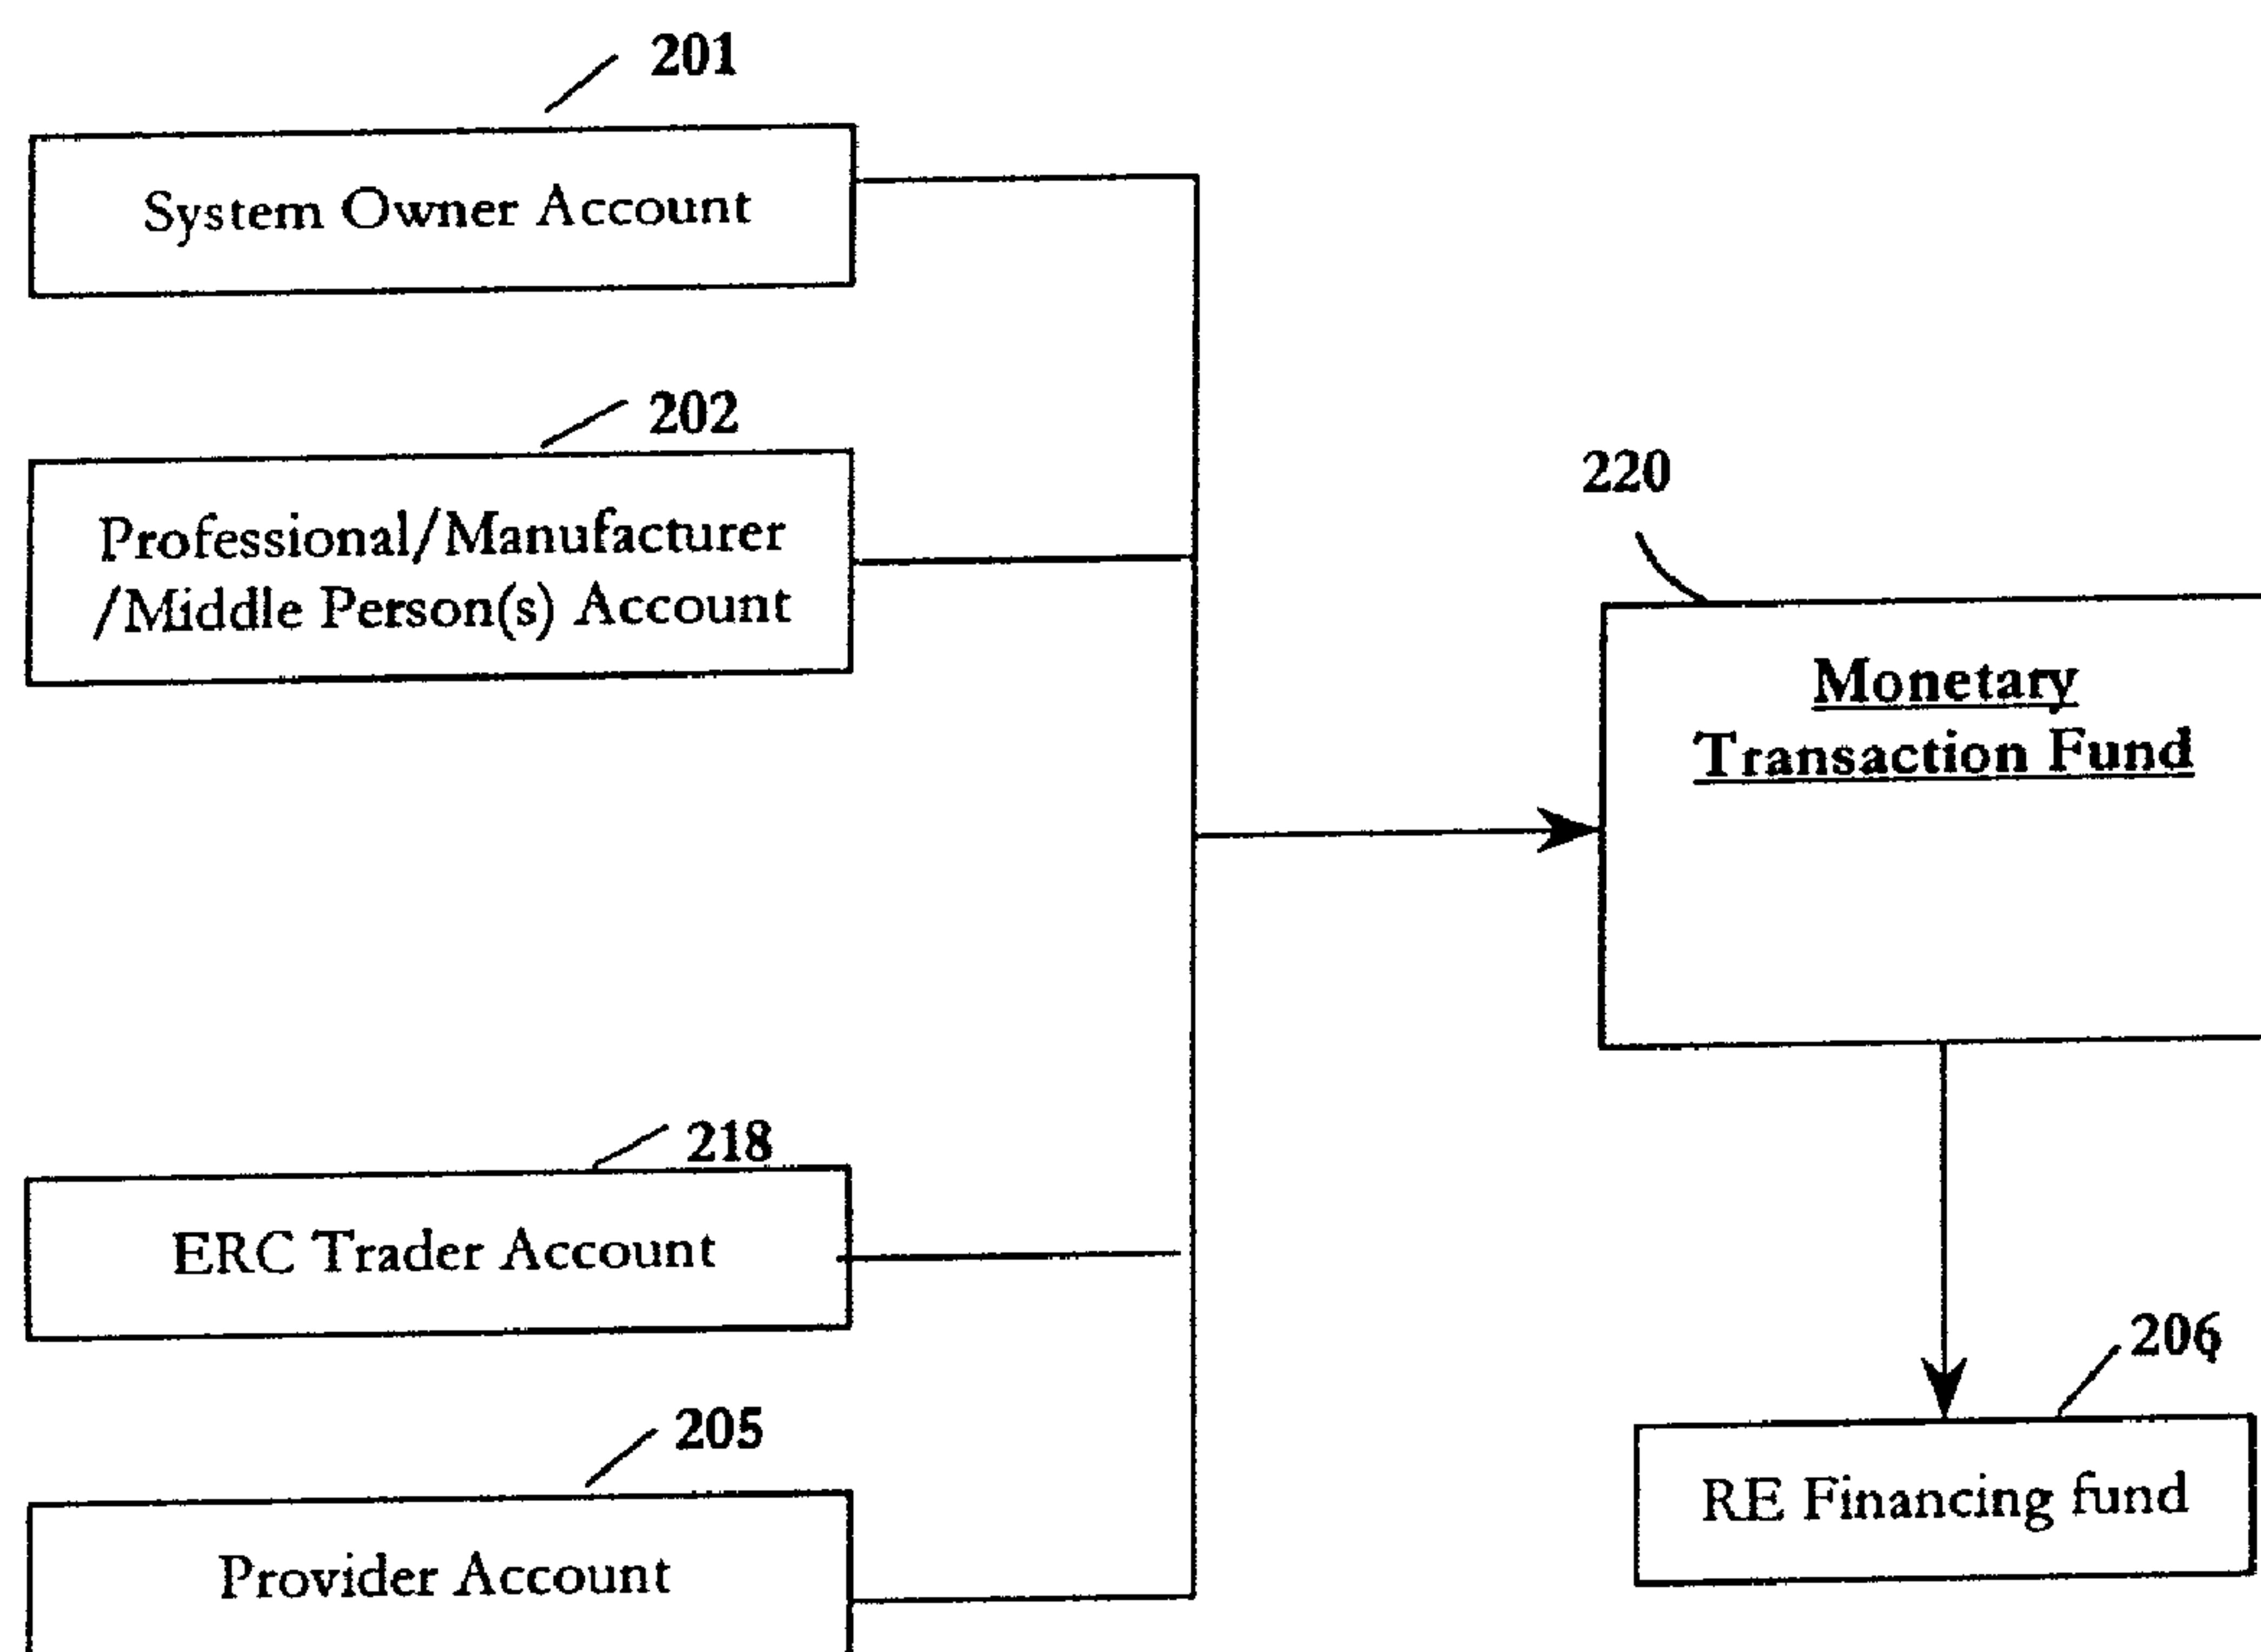 201
System Owner Account
202
Professional/Manufacturer
/Middle Person(s) Account
220
Monetary
Transaction Fund
218
ERC Trader Account
206
RE Financing fund
205
Provider Account